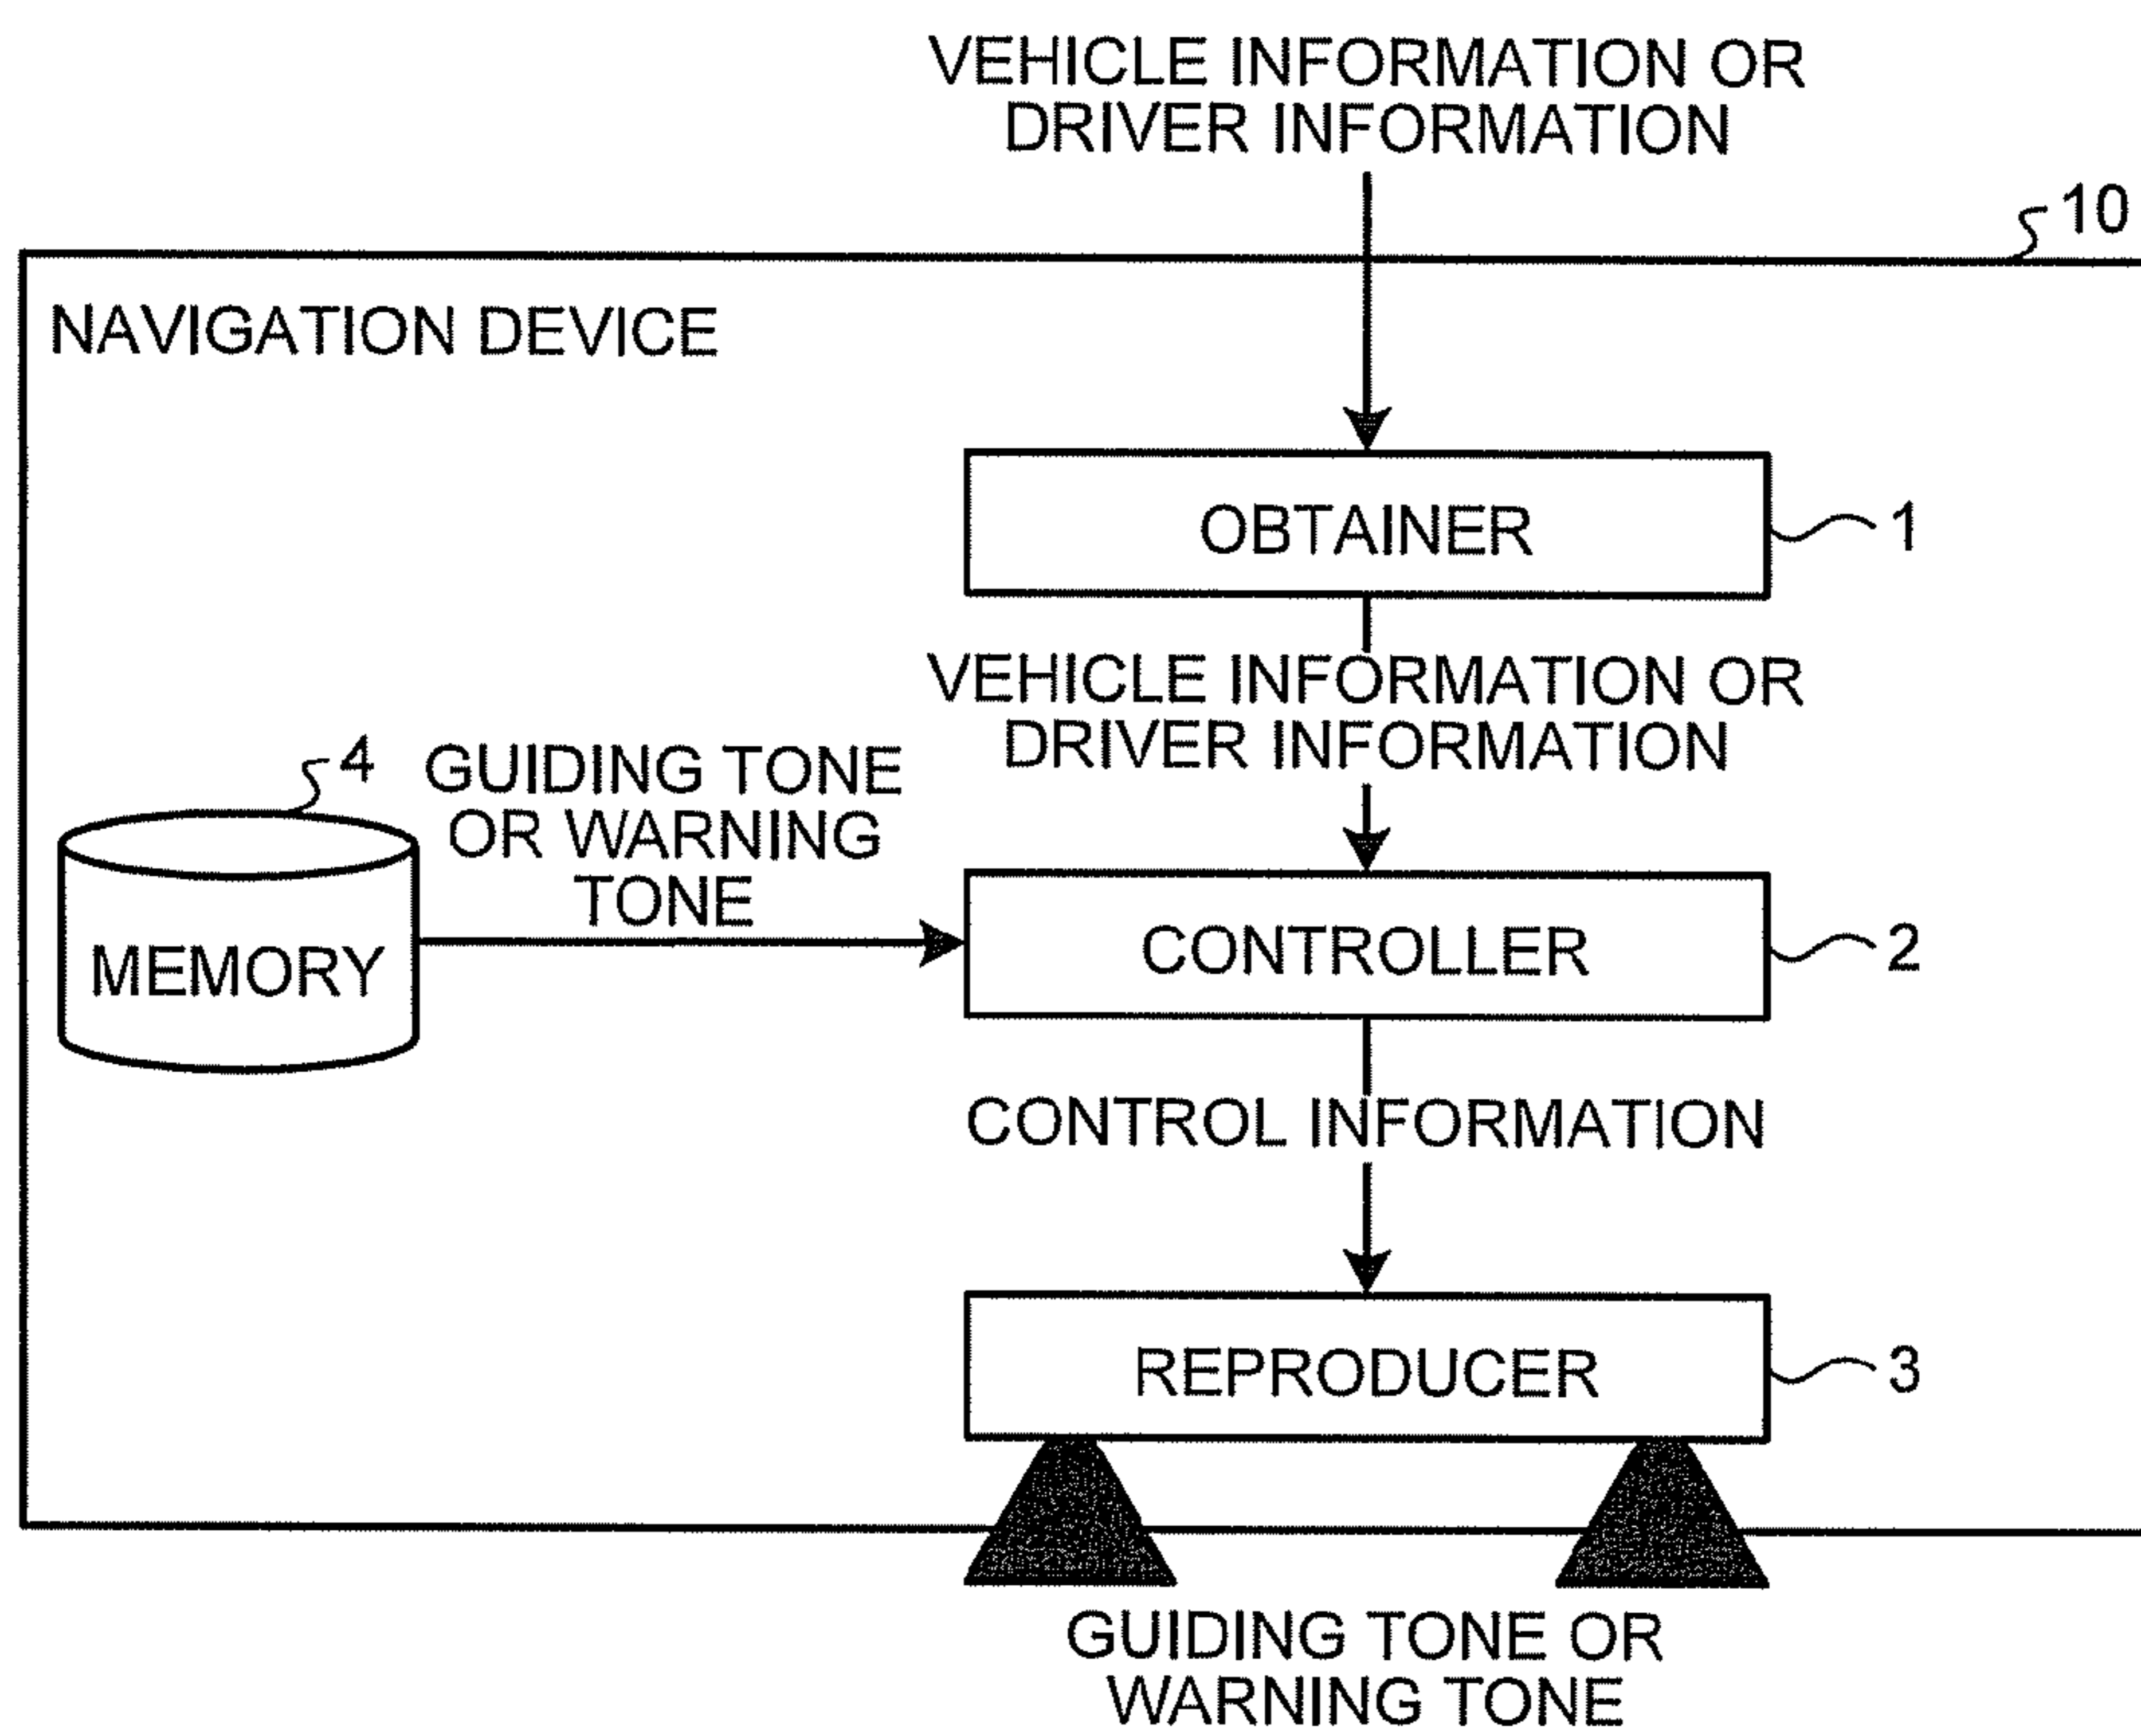 VEHICLE INFORMATION OR
DRIVER INFORMATION
10
NAVIGATION DEVICE
OBTAINER
1
VEHICLE INFORMATION OR
DRIVER INFORMATION
4
GUIDING TONE
OR WARNING
TONE
MEMORY
CONTROLLER
2
CONTROL INFORMATION
REPRODUCER
3
GUIDING TONE OR
WARNING TONE